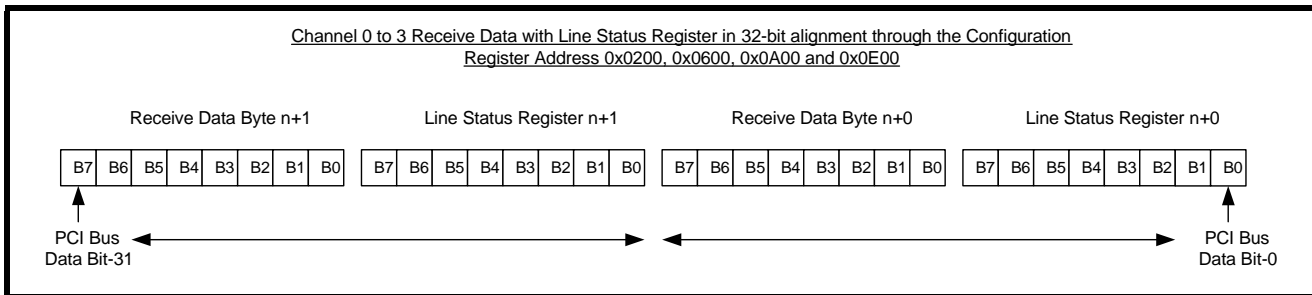 Channel 0 to 3 Receive Data with Line Status Register in 32-bit alignment through the Configuration
Register Address 0x0200, 0x0600, 0x0A00 and 0x0E00
Receive Data Byte n+1 Line Status Register n+1 Receive Data Byte n+0 Line Status Register n+0
B7 B6 B5 B4 B3 B2 B1 B0 B7 B6 B5 B4 B3 B2 B1 B0 B7 B6 B5 B4 B3 B2 B1 B0 B7 B6 B5 B4 B3 B2 B1 B0
PCI Bus PCI Bus
Data Bit-31 Data Bit-0